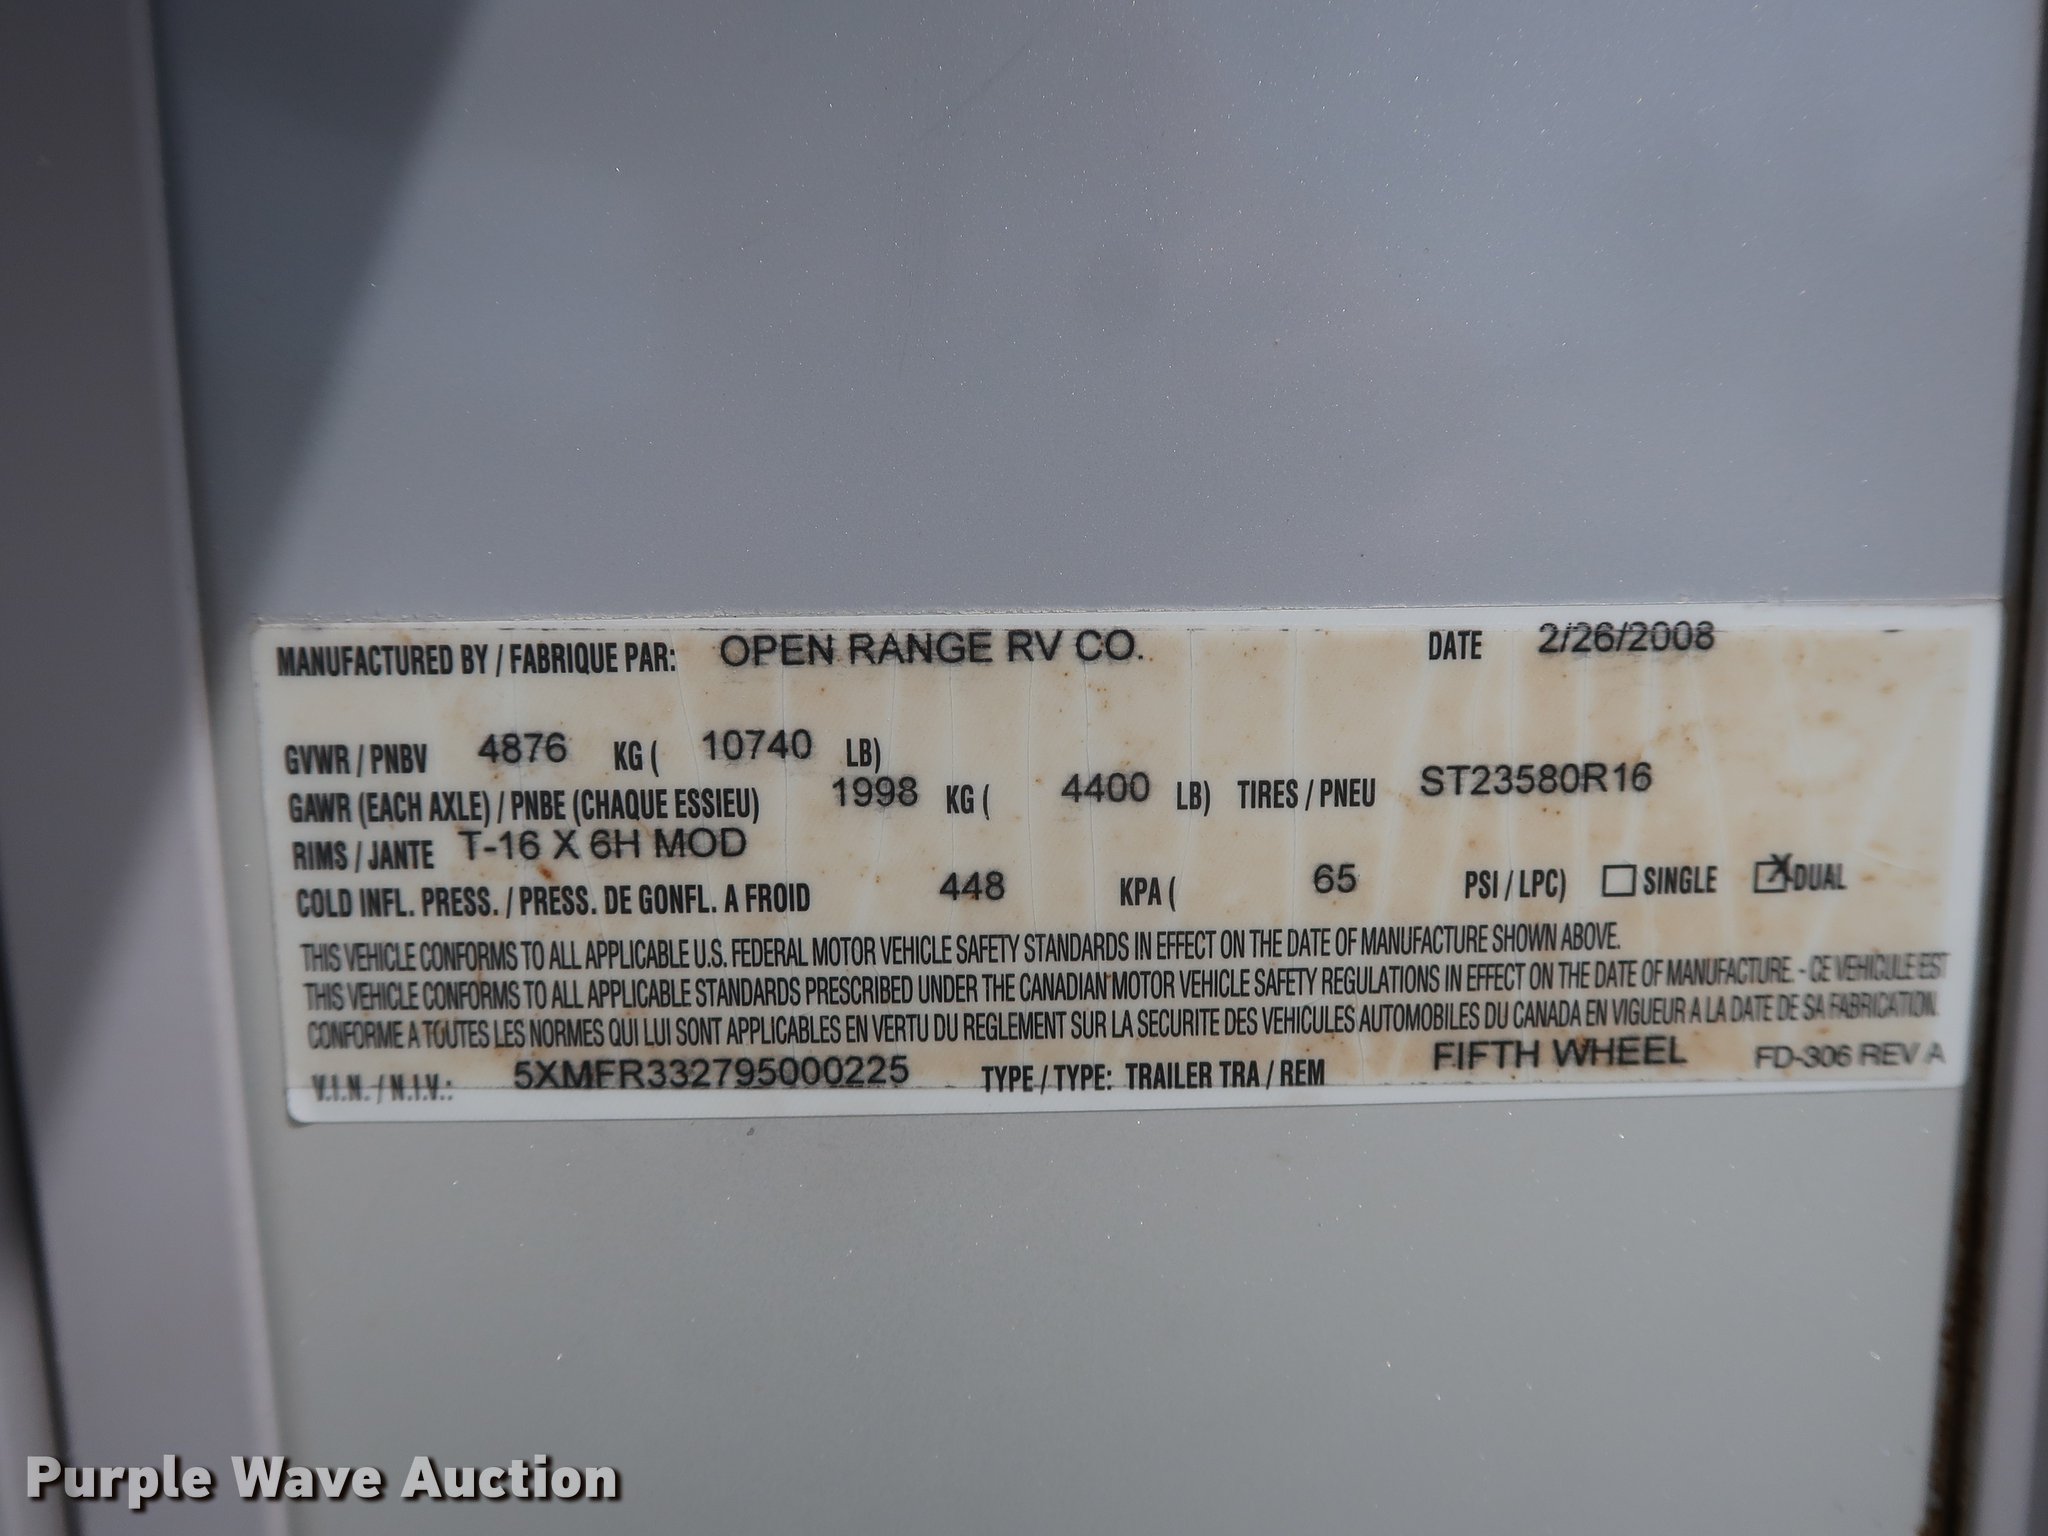 MANUFACTURED BY / FABRIQUE PAR: OPEN RANGE RV CO. DATE 2/26/2008
GVWR / PNBV 4876 KG ( 10740 LB)
GAWR (EACH AXLE) / PNBE (CHAQUE ESSIEU) 1998 KG ( 4400 LB) TIRES / PNEU ST23580R16
RIMS / JANTE T-16 X 6H MOD
COLD INFL. PRESS. / PRESS. DE GONFL. A FROID 448 KPA ( 65 PSI / LPC) SINGLE X DUAL
THIS VEHICLE CONFORMS TO ALL APPLICABLE U.S. FEDERAL MOTOR VEHICLE SAFETY STANDARDS IN EFFECT ON THE DATE OF MANUFACTURE SHOWN ABOVE.
THIS VEHICLE CONFORMS TO ALL APPLICABLE STANDARDS PRESCRIBED UNDER THE CANADIAN MOTOR VEHICLE SAFETY REGULATIONS IN EFFECT ON THE DATE OF MANUFACTURE. - CE VEHICULE EST
CONFORME A TOUTES LES NORMES QUI LUI SONT APPLICABLES EN VERTU DU REGLEMENT SUR LA SECURITE DES VEHICULES AUTOMOBILES DU CANADA EN VIGUEUR A LA DATE DE SA FABRICATION.
V.I.N. / N.I.V.: 5XMFR332795000225 TYPE / TYPE: TRAILER TRA / REM FIFTH WHEEL FD-306 REV A
Purple Wave Auction